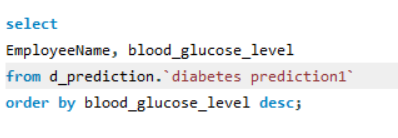 select
EmployeeName, blood_glucose_level
from d_prediction.`diabetes prediction1`
order by blood_glucose_level desc;